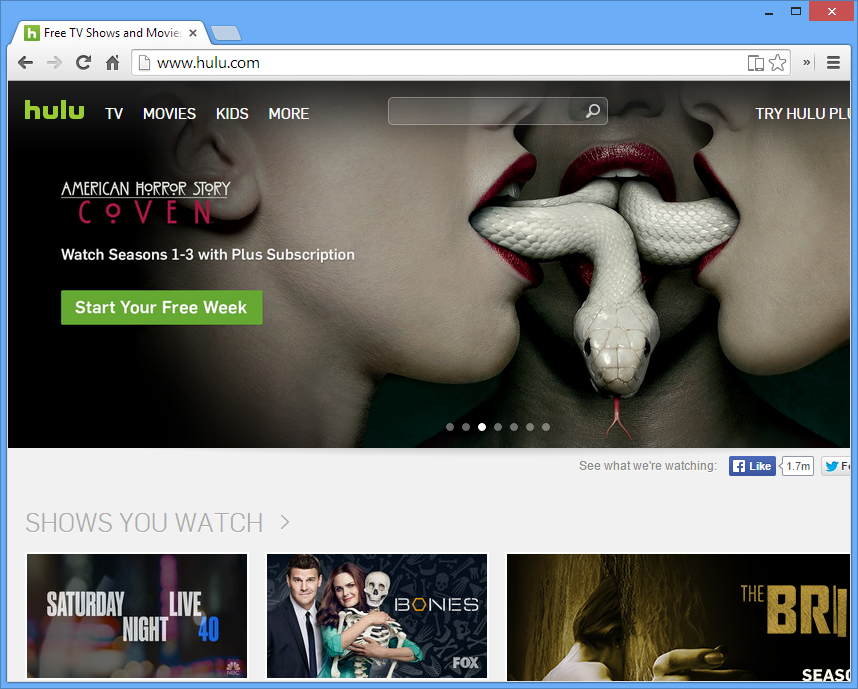 Free TV Shows and Movie
www.hulu.com
hulu TV MOVIES KIDS MORE TRY HULU PLU
AMERICAN HORROR STORY
COVEN
Watch Seasons 1-3 with Plus Subscription
Start Your Free Week
See what we're watching: Like 1.7m Fo
SHOWS YOU WATCH
SATURDAY NIGHT LIVE 40
NBC
BONES
FOX
THE BRI
SEASO